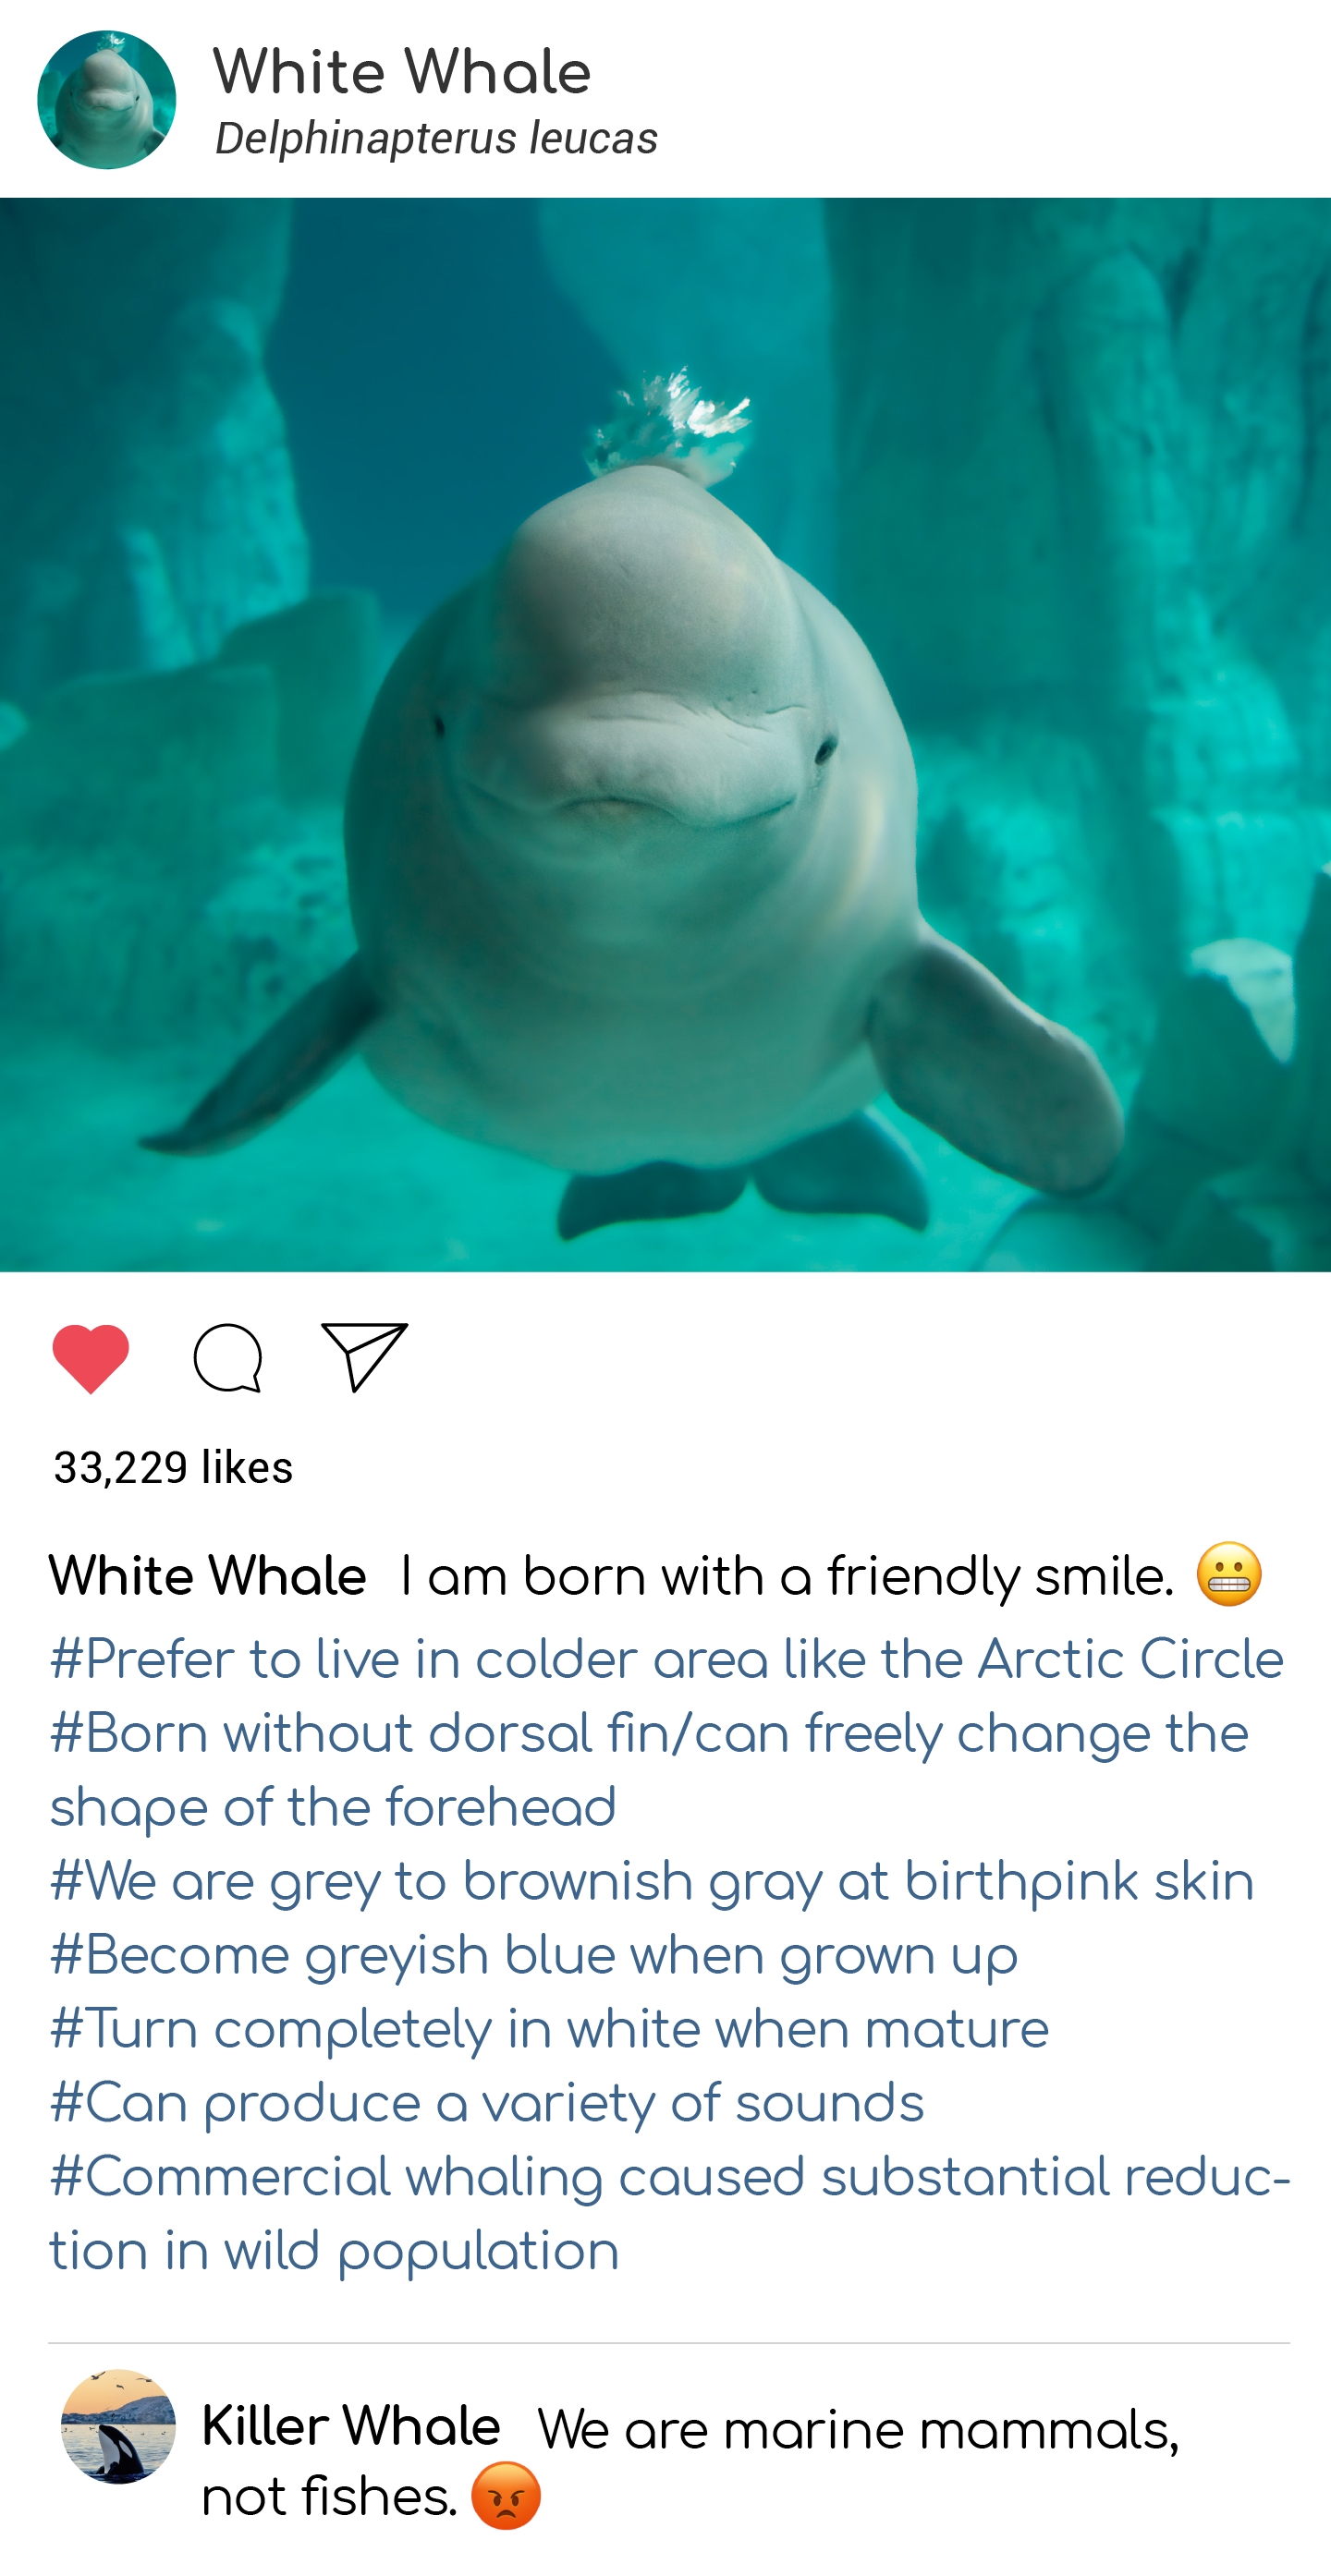 White Whale
Delphinapterus leucas
33,229 likes
White Whale I am born with a friendly smile. 😬
#Prefer to live in colder area like the Arctic Circle
#Born without dorsal fin/can freely change the
shape of the forehead
#We are grey to brownish gray at birthpink skin
#Become greyish blue when grown up
#Turn completely in white when mature
#Can produce a variety of sounds
#Commercial whaling caused substantial reduc-
tion in wild population
Killer Whale We are marine mammals,
not fishes. 😡